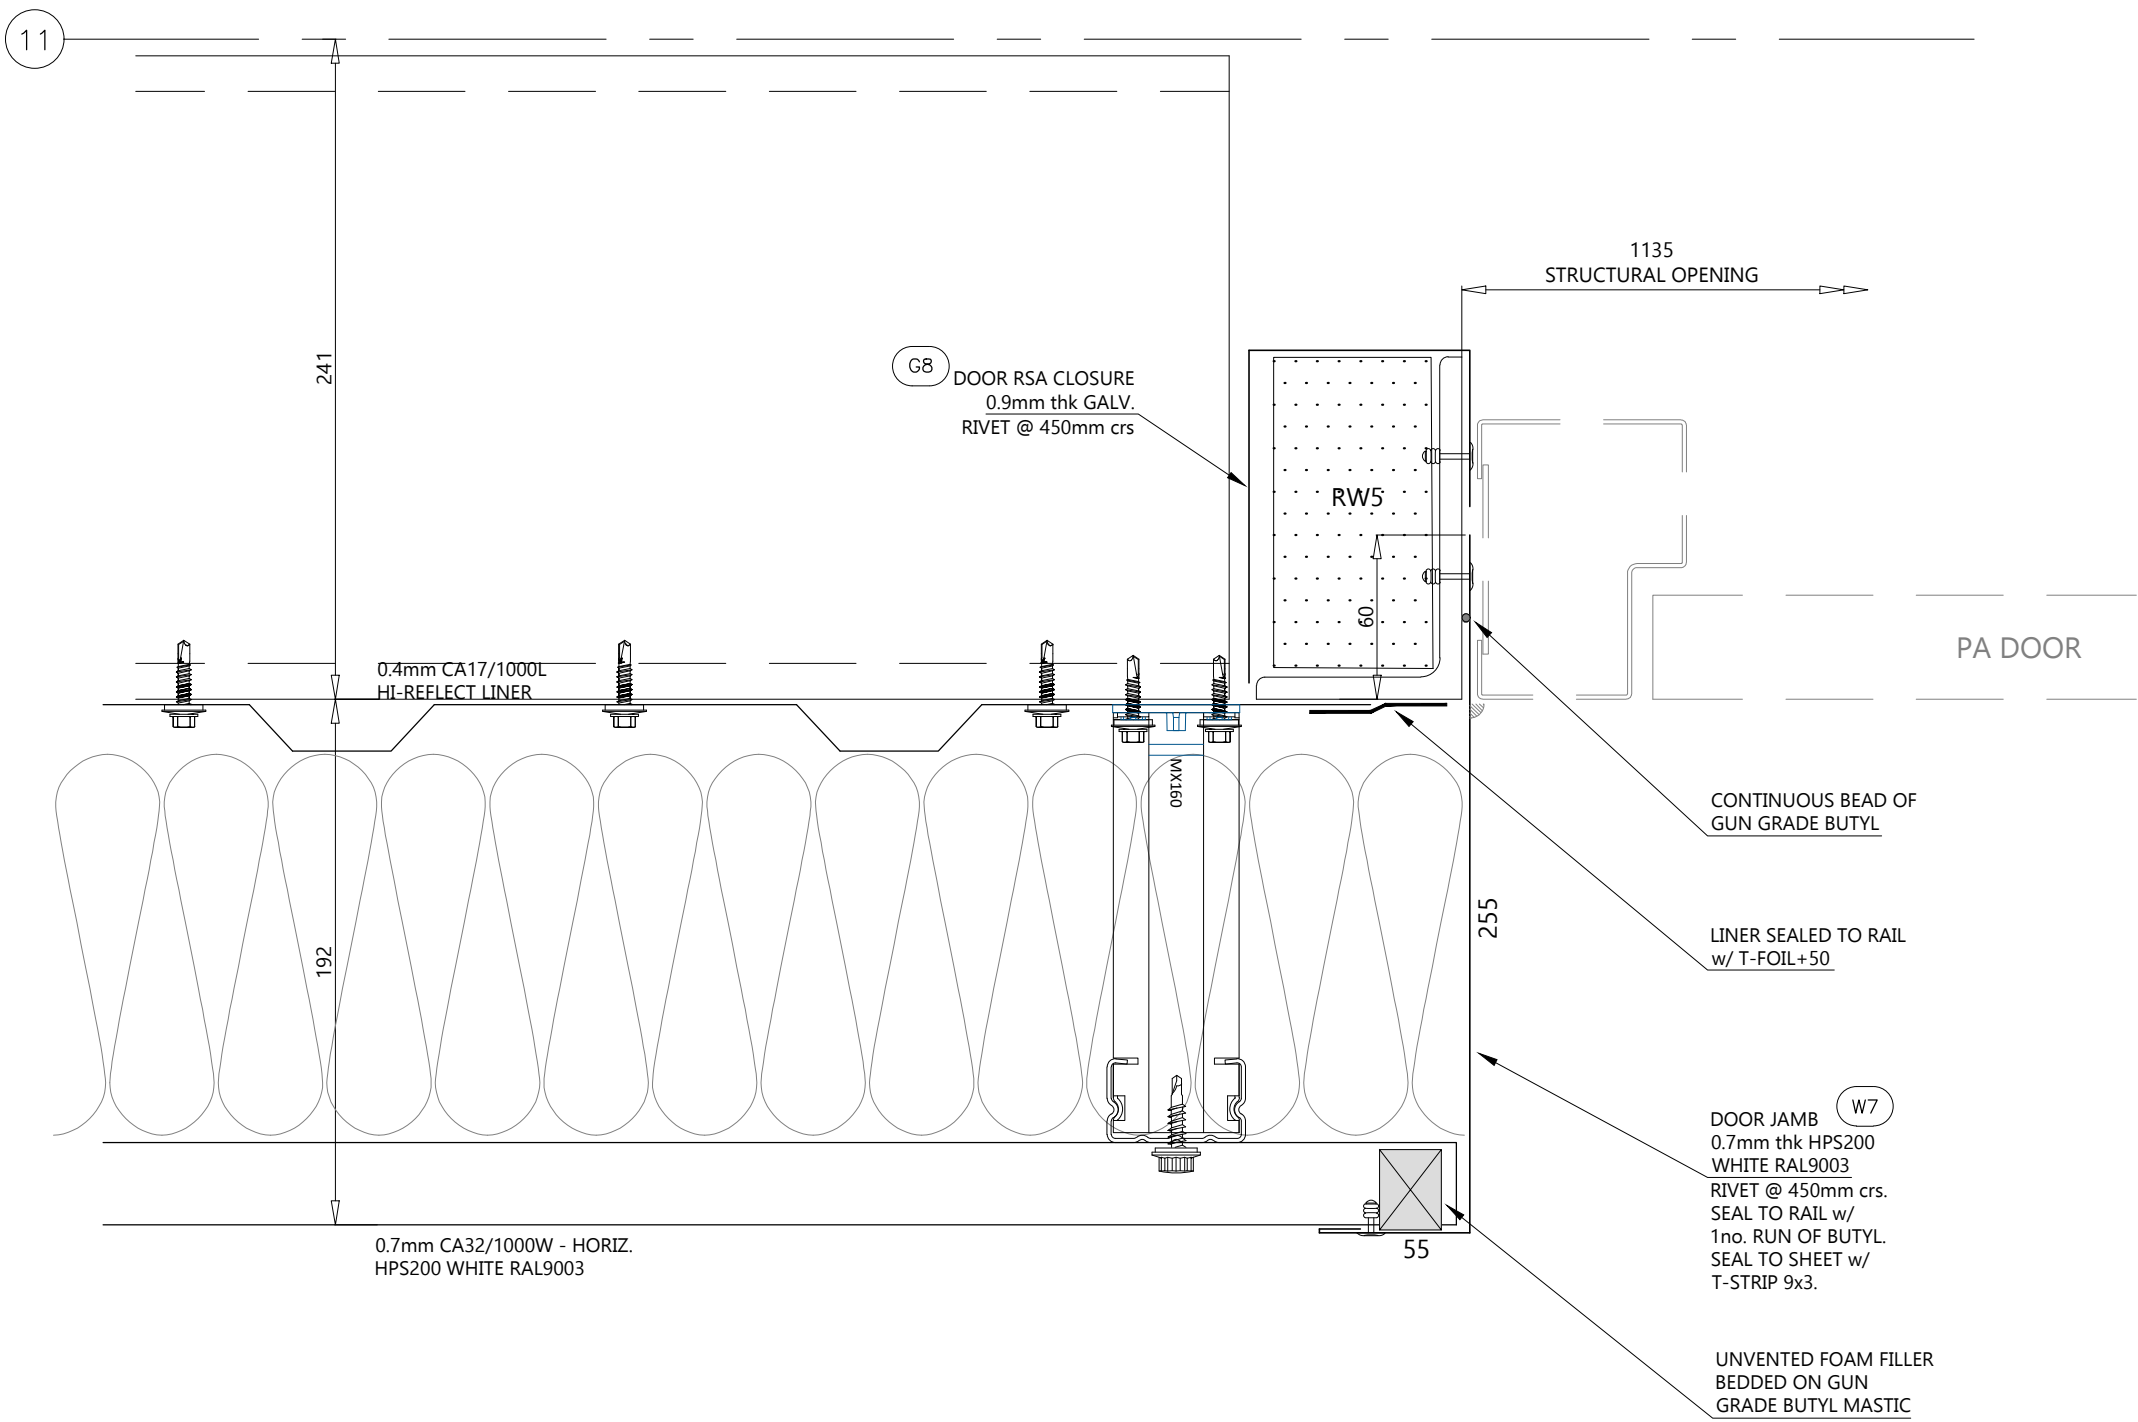 11
241
1135
STRUCTURAL OPENING
G8
DOOR RSA CLOSURE
0.9mm thk GALV.
RIVET @ 450mm crs
RW5
60
PA DOOR
0.4mm CA17/1000L
HI-REFLECT LINER
MX160
CONTINUOUS BEAD OF
GUN GRADE BUTYL
192
255
LINER SEALED TO RAIL
w/ T-FOIL+50
W7
DOOR JAMB
0.7mm thk HPS200
WHITE RAL9003
RIVET @ 450mm crs.
SEAL TO RAIL w/
1no. RUN OF BUTYL.
SEAL TO SHEET w/
T-STRIP 9x3.
55
0.7mm CA32/1000W - HORIZ.
HPS200 WHITE RAL9003
UNVENTED FOAM FILLER
BEDDED ON GUN
GRADE BUTYL MASTIC